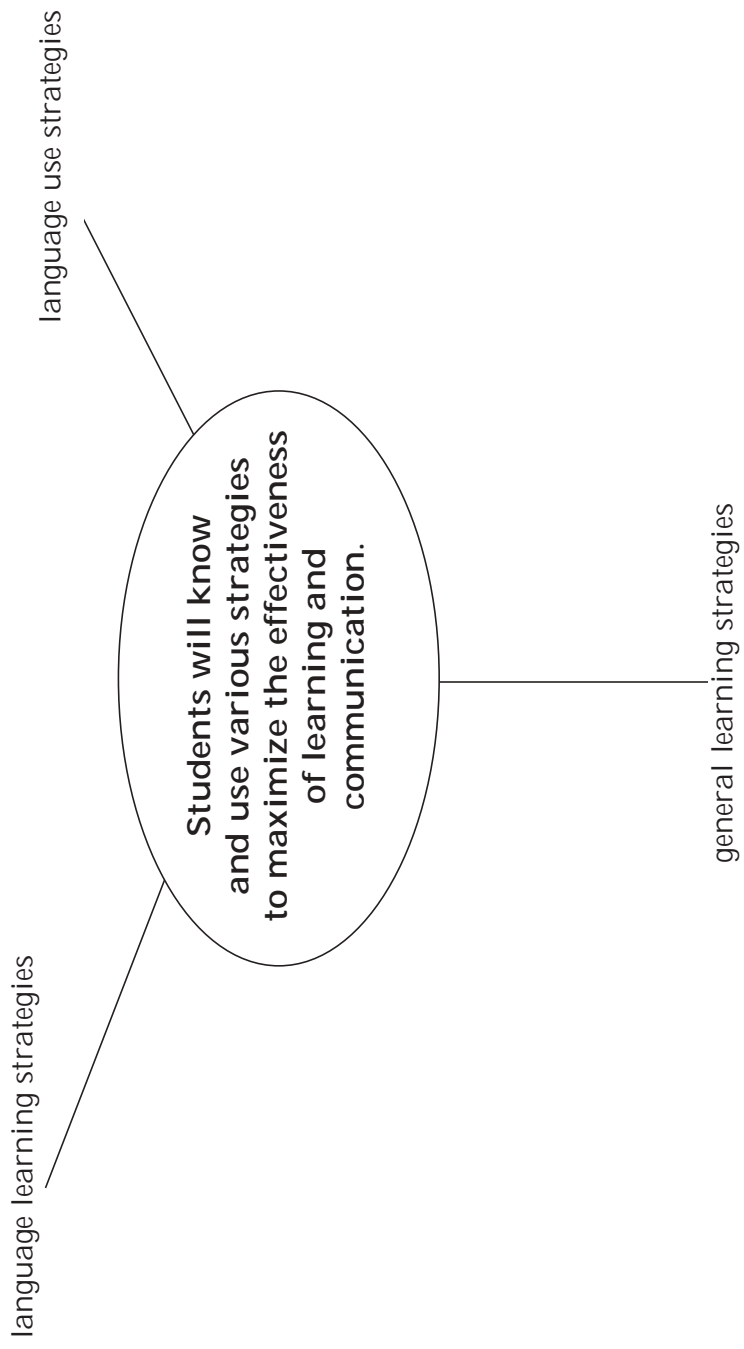 language learning strategies
language use strategies
Students will know
and use various strategies
to maximize the effectiveness
of learning and
communication.
general learning strategies